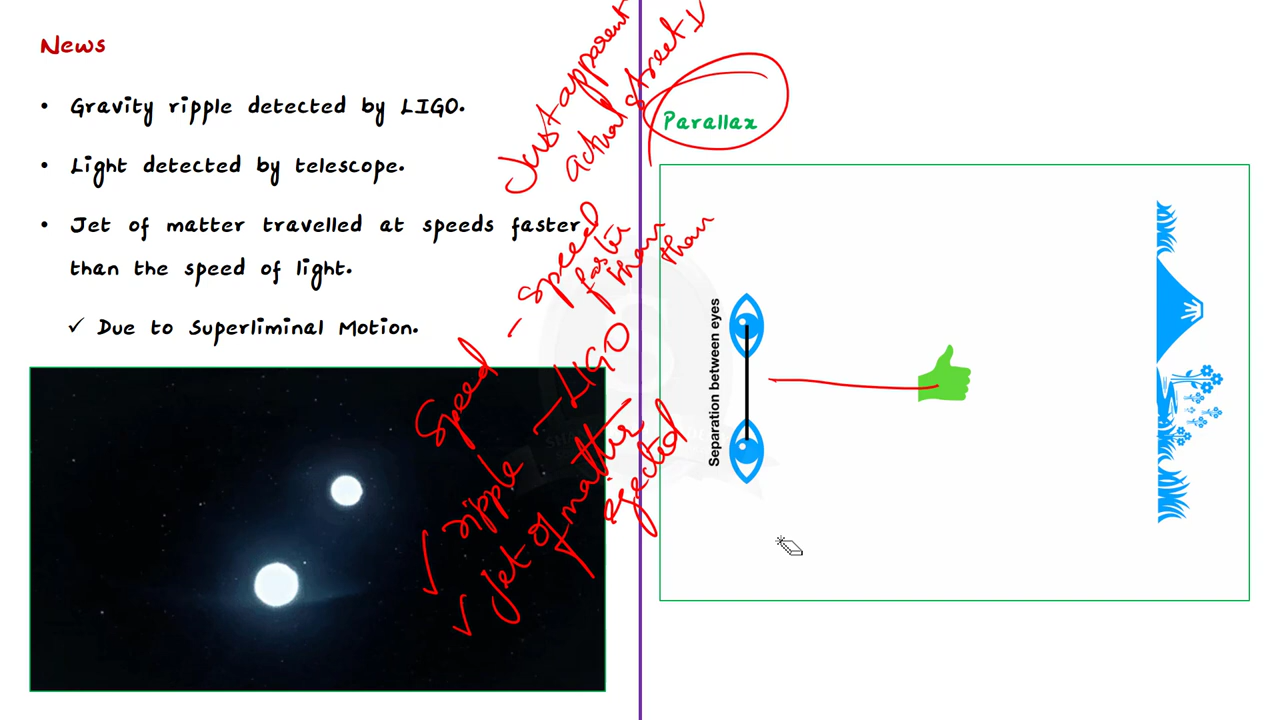 News
• Gravity ripple detected by LIGO.
• Light detected by telescope.
• Jet of matter travelled at speeds faster
than the speed of light.
✓ Due to Superliminal Motion.
Just apparent
actual street
Parallax
Speed
- Speed
faster
than
than
✓ ripple
- LIGO
✓ Jet of matter
ejected
Separation between eyes